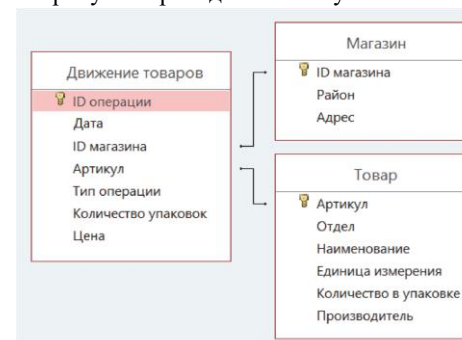 Движение товаров
ID операции
Дата
ID магазина
Артикул
Тип операции
Количество упаковок
Цена
Магазин
ID магазина
Район
Адрес
Товар
Артикул
Отдел
Наименование
Единица измерения
Количество в упаковке
Производитель